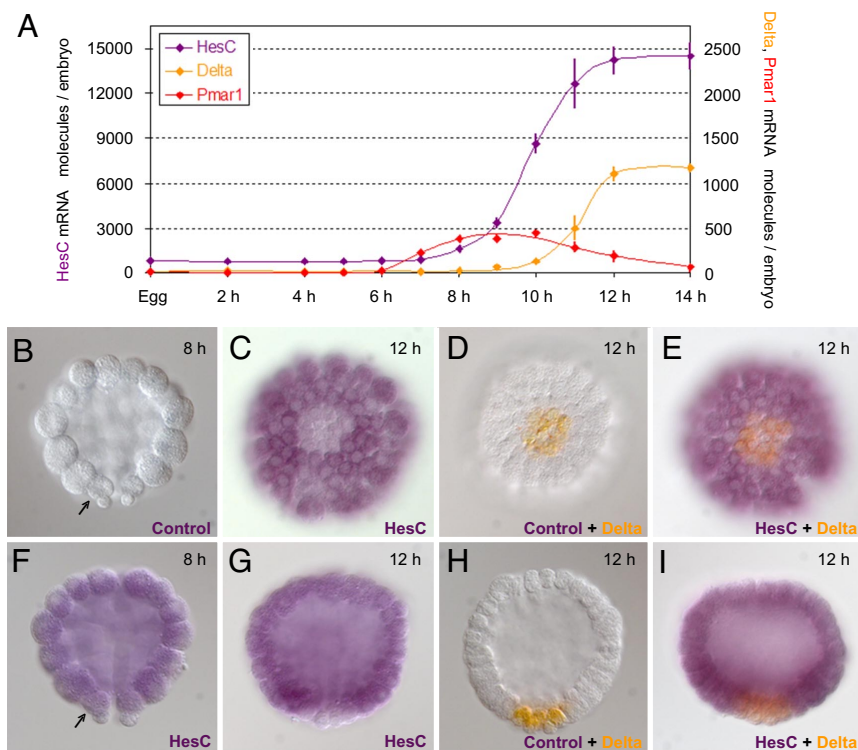 A
HesC
Delta
Pmar1
15000
12000
9000
6000
3000
0
2500
2000
1500
1000
500
0
HesC mRNA molecules / embryo
Delta, Pmar1 mRNA molecules / embryo
Egg 2 h 4 h 6 h 8 h 10 h 12 h 14 h
B 8 h
Control
C 12 h
HesC
D 12 h
Control + Delta
E 12 h
HesC + Delta
F 8 h
HesC
G 12 h
HesC
H 12 h
Control + Delta
I 12 h
HesC + Delta